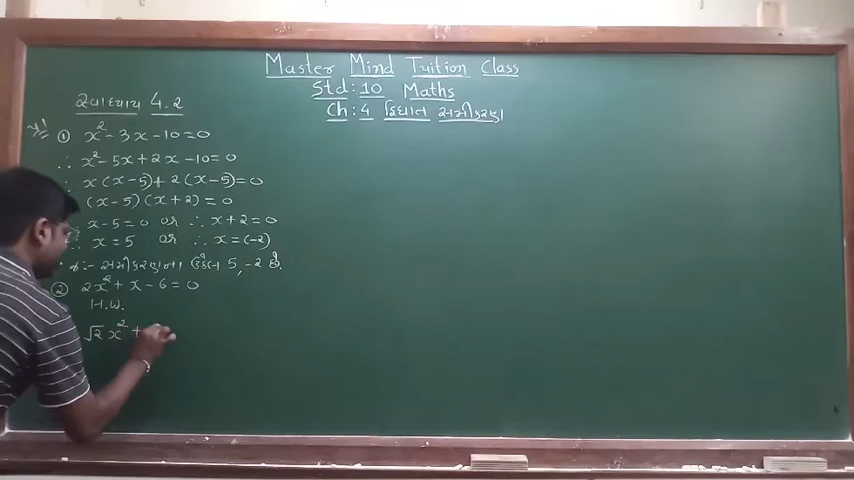 Master Mind Tuition Class
Std: 10 Maths
Ch: 4 દ્વિઘાત સમીકરણ
સ્વાધ્યાય 4.2
① x² - 3x - 10 = 0
∴ x² - 5x + 2x - 10 = 0
x(x-5) + 2(x-5) = 0
(x-5)(x+2) = 0
x-5 = 0 or ∴ x+2 = 0
∴ x = 5 or ∴ x = (-2)
સમીકરણના ઉકેલ 5, -2 છે.
② 2x² + x - 6 = 0
H.W.
√2 x² +